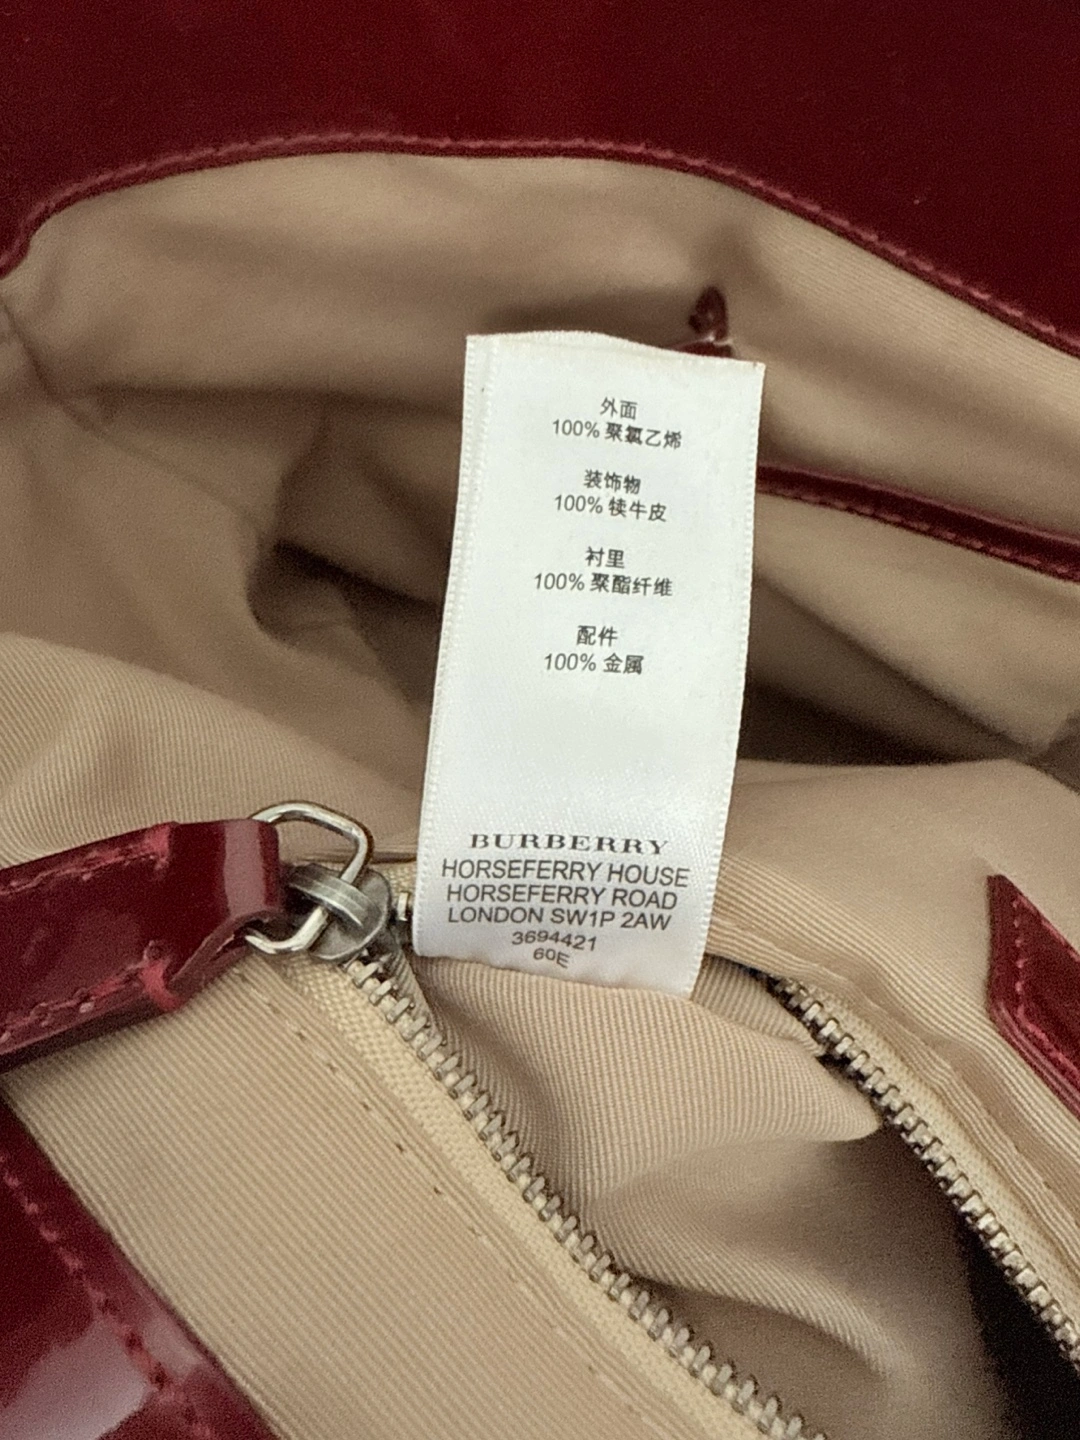 外面
100% 聚氯乙烯
装饰物
100% 犊牛皮
衬里
100% 聚酯纤维
配件
100% 金属
BURBERRY
HORSEFERRY HOUSE
HORSEFERRY ROAD
LONDON SW1P 2AW
3694421
60E